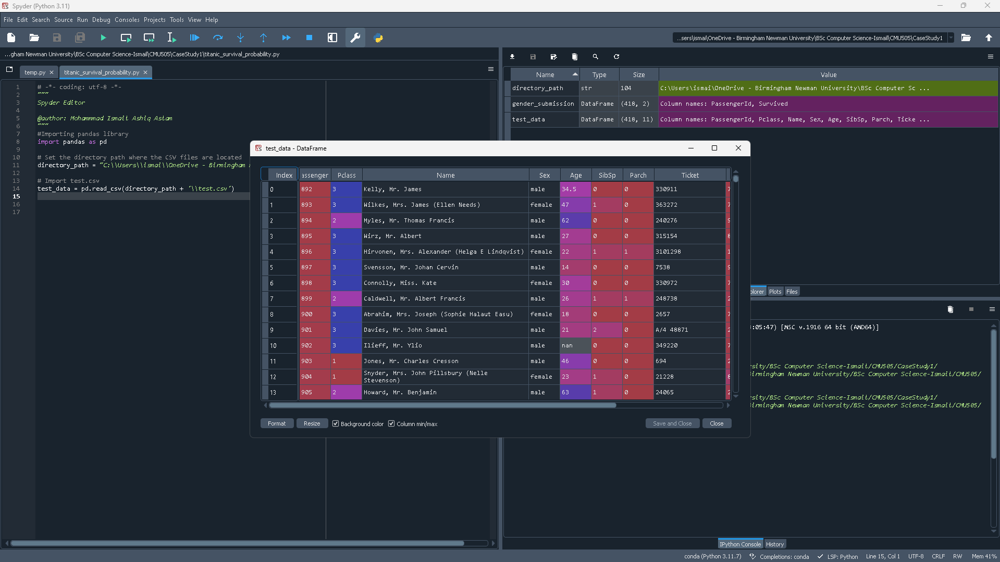 Spyder (Python 3.11)
File Edit Search Source Run Debug Consoles Projects Tools View Help
...sers\ismai\OneDrive - Birmingham Newman University\BSc Computer Science-Ismail\CMU505\CaseStudy1
...gham Newman University\BSc Computer Science-Ismail\CMU505\CaseStudy1\titanic_survival_probability.py
temp.py titanic_survival_probability.py
1 # -*- coding: utf-8 -*-
2 """
3 Spyder Editor
4
5 @author: Mohammmad Ismail Ashiq Aslam
6 """
7 #Importing pandas library
8 import pandas as pd
9
10 # Set the directory path where the CSV files are located
11 directory_path = "C:\\Users\\ismai\\OneDrive - Birmingham
12
13 # Import test.csv
14 test_data = pd.read_csv(directory_path + '\\test.csv')
15
16
17
Name Type Size Value
directory_path str 104 C:\Users\ismai\OneDrive - Birmingham Newman University\BSc Computer Sc ...
gender_submission DataFrame (418, 2) Column names: PassengerId, Survived
test_data DataFrame (418, 11) Column names: PassengerId, Pclass, Name, Sex, Age, SibSp, Parch, Ticke ...
test_data - DataFrame
Index assenger Pclass Name Sex Age SibSp Parch Ticket
0 892 3 Kelly, Mr. James male 34.5 0 0 330911 7
1 893 3 Wilkes, Mrs. James (Ellen Needs) female 47 1 0 363272 7
2 894 2 Myles, Mr. Thomas Francis male 62 0 0 240276 9
3 895 3 Wirz, Mr. Albert male 27 0 0 315154 8
4 896 3 Hirvonen, Mrs. Alexander (Helga E Lindqvist) female 22 1 1 3101298 1
5 897 3 Svensson, Mr. Johan Cervin male 14 0 0 7538 9
6 898 3 Connolly, Miss. Kate female 30 0 0 330972 7
7 899 2 Caldwell, Mr. Albert Francis male 26 1 1 248738 2
8 900 3 Abrahim, Mrs. Joseph (Sophie Halaut Easu) female 18 0 0 2657 7
9 901 3 Davies, Mr. John Samuel male 21 2 0 A/4 48871 2
10 902 3 Ilieff, Mr. Ylio male nan 0 0 349220 7
11 903 1 Jones, Mr. Charles Cresson male 46 0 0 694 2
12 904 1 Snyder, Mrs. John Pillsbury (Nelle Stevenson) female 23 1 0 21228 8
13 905 2 Howard, Mr. Benjamin male 63 1 0 24065 2
Format Resize Background color Column min/max Save and Close Close
plorer Plots Files
:05:47) [MSC v.1916 64 bit (AMD64)]
sity/BSc Computer Science-Ismail/CMU505/CaseStudy1/
irmingham Newman University/BSc Computer Science-Ismail/CMU505/
sity/BSc Computer Science-Ismail/CMU505/CaseStudy1/
irmingham Newman University/BSc Computer Science-Ismail/CMU505/
IPython Console History
conda (Python 3.11.7) Completions: conda LSP: Python Line 15, Col 1 UTF-8 CRLF RW Mem 41%